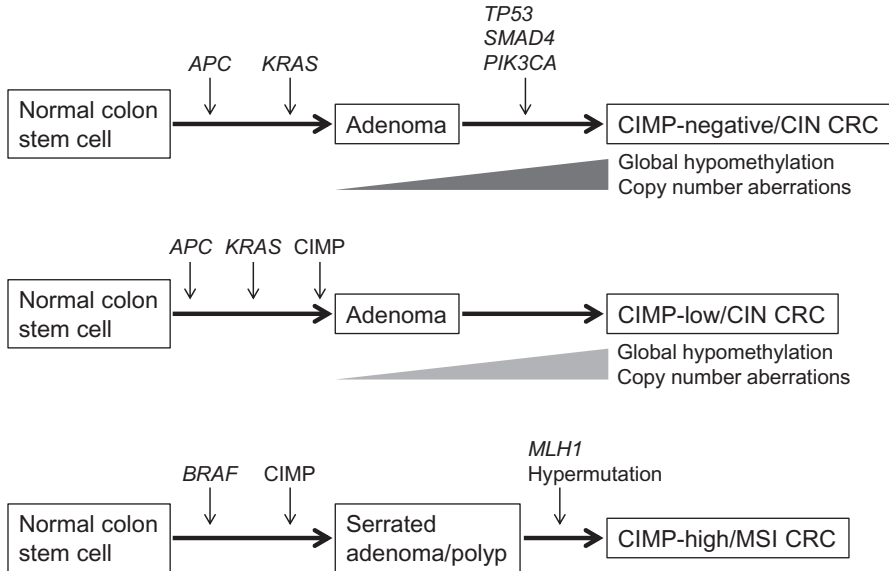 TP53
SMAD4
PIK3CA
APC KRAS
Normal colon
stem cell
Adenoma
CIMP-negative/CIN CRC
Global hypomethylation
Copy number aberrations
APC KRAS CIMP
Normal colon
stem cell
Adenoma
CIMP-low/CIN CRC
Global hypomethylation
Copy number aberrations
MLH1
Hypermutation
BRAF CIMP
Normal colon
stem cell
Serrated
adenoma/polyp
CIMP-high/MSI CRC